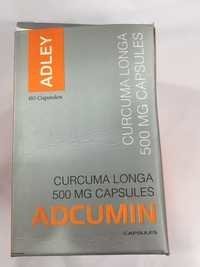 ADLEY
60 Capsules
CURCUMA LONGA
500 MG CAPSULES
CURCUMA LONGA
500 MG CAPSULES
ADCUMIN
CAPSULES